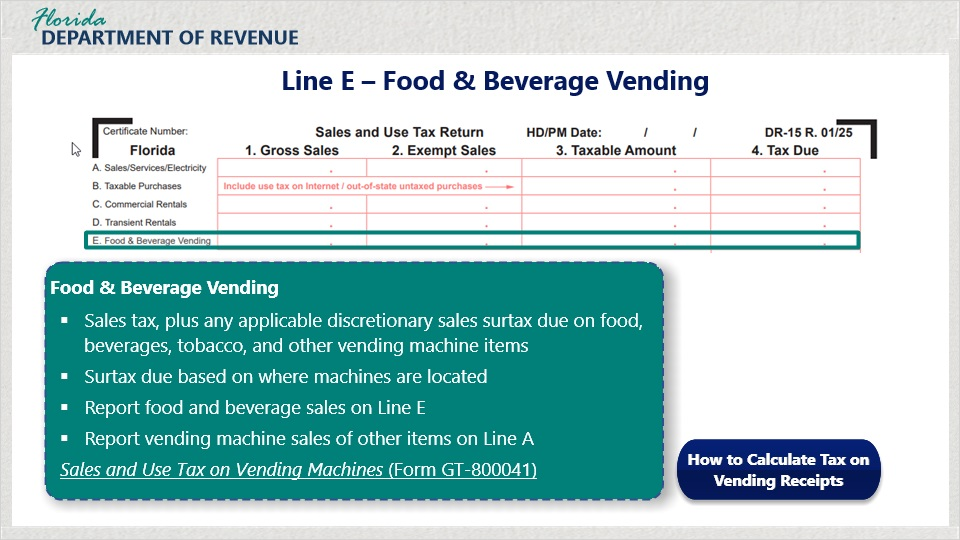 Florida
DEPARTMENT OF REVENUE
Line E – Food & Beverage Vending
Certificate Number: Sales and Use Tax Return HD/PM Date: / / DR-15 R. 01/25
Florida 1. Gross Sales 2. Exempt Sales 3. Taxable Amount 4. Tax Due
A. Sales/Services/Electricity
B. Taxable Purchases Include use tax on Internet / out-of-state untaxed purchases
C. Commercial Rentals
D. Transient Rentals
E. Food & Beverage Vending
Food & Beverage Vending
▪ Sales tax, plus any applicable discretionary sales surtax due on food,
beverages, tobacco, and other vending machine items
▪ Surtax due based on where machines are located
▪ Report food and beverage sales on Line E
▪ Report vending machine sales of other items on Line A
Sales and Use Tax on Vending Machines (Form GT-800041)
How to Calculate Tax on
Vending Receipts